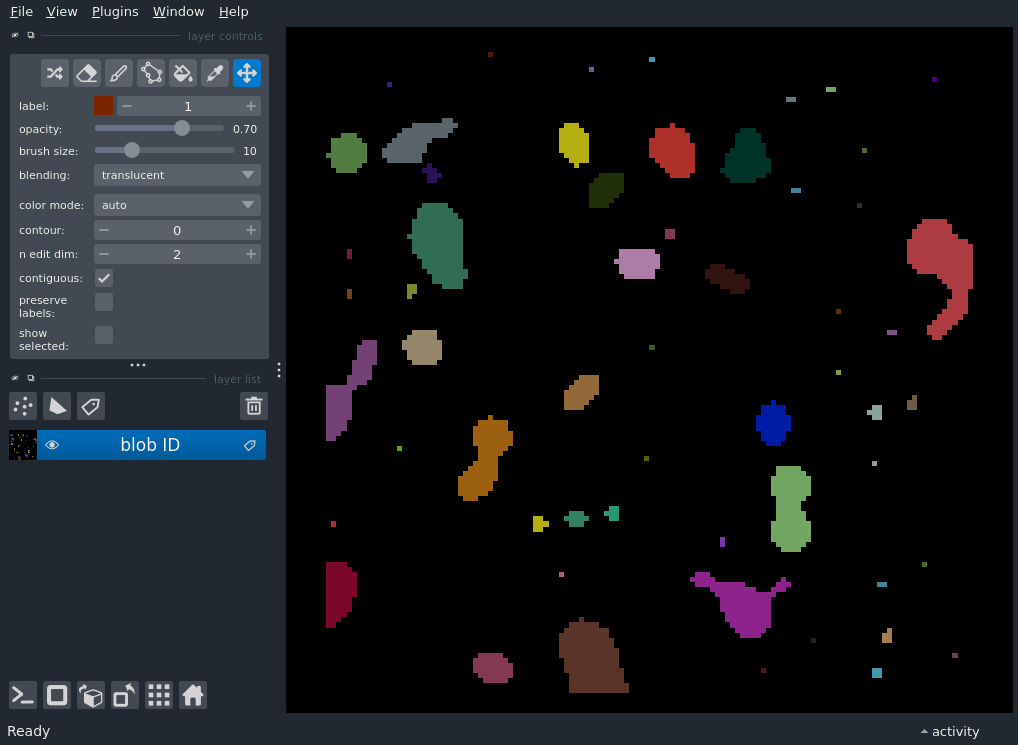 File View Plugins Window Help
layer controls
label: 1
opacity: 0.70
brush size: 10
blending: translucent
color mode: auto
contour: 0
n edit dim: 2
contiguous:
preserve
labels:
show
selected:
layer list
blob ID
Ready
activity